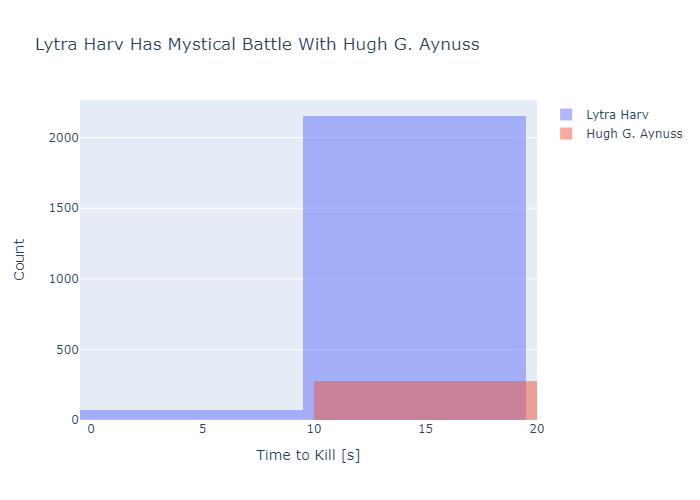 Lytra Harv Has Mystical Battle With Hugh G. Aynuss
Lytra Harv
Hugh G. Aynuss
2000
1500
1000
500
0
Count
0 5 10 15 20
Time to Kill [s]